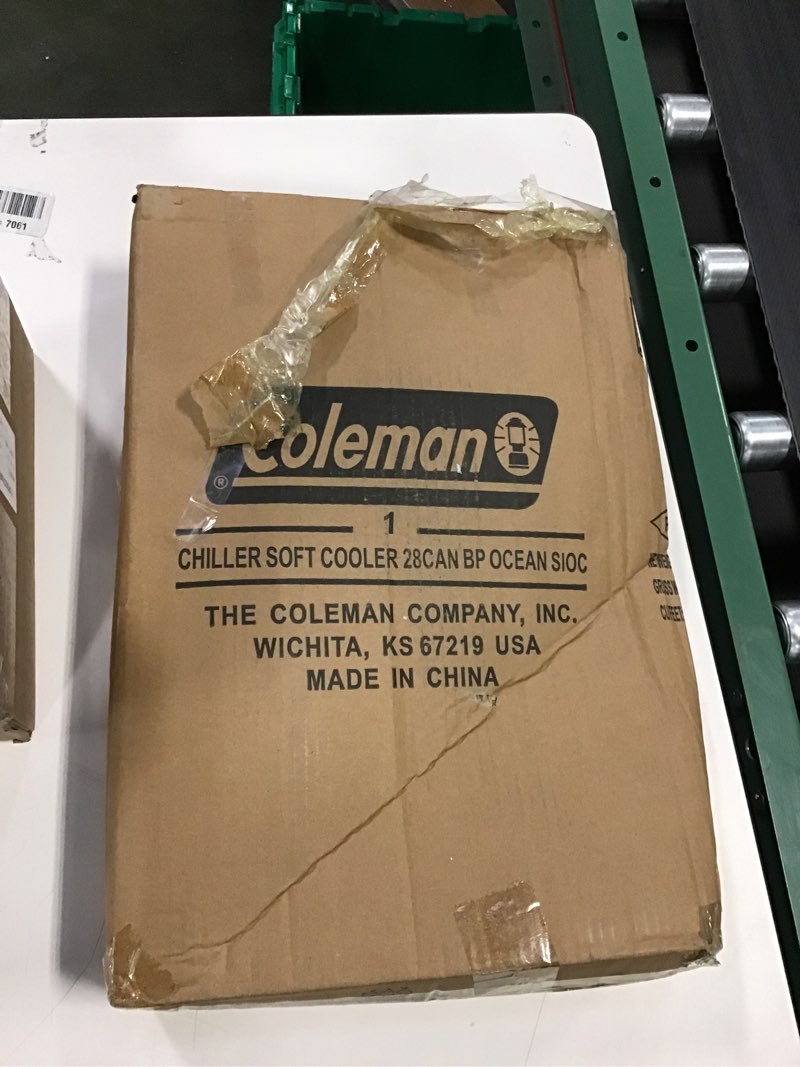 7061
Coleman
®
1
CHILLER SOFT COOLER 28CAN BP OCEAN SIOC
THE COLEMAN COMPANY, INC.
WICHITA, KS 67219 USA
MADE IN CHINA